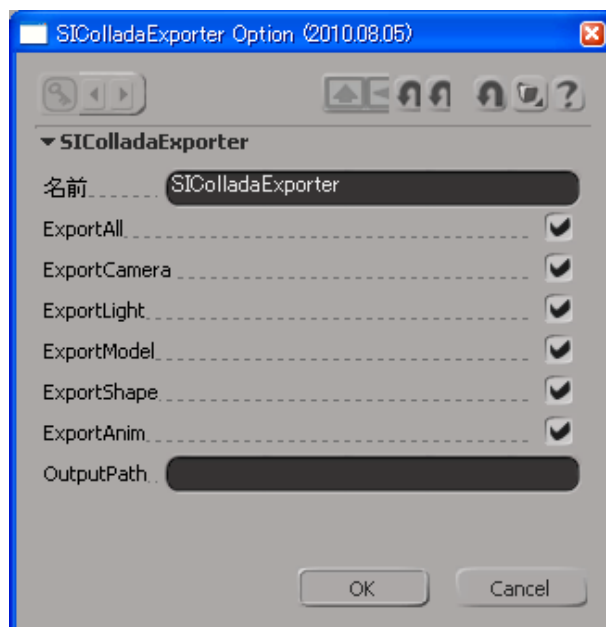 SIColladaExporter Option (2010.08.05)
SIColladaExporter
名前 SIColladaExporter
ExportAll
ExportCamera
ExportLight
ExportModel
ExportShape
ExportAnim
OutputPath
OK Cancel